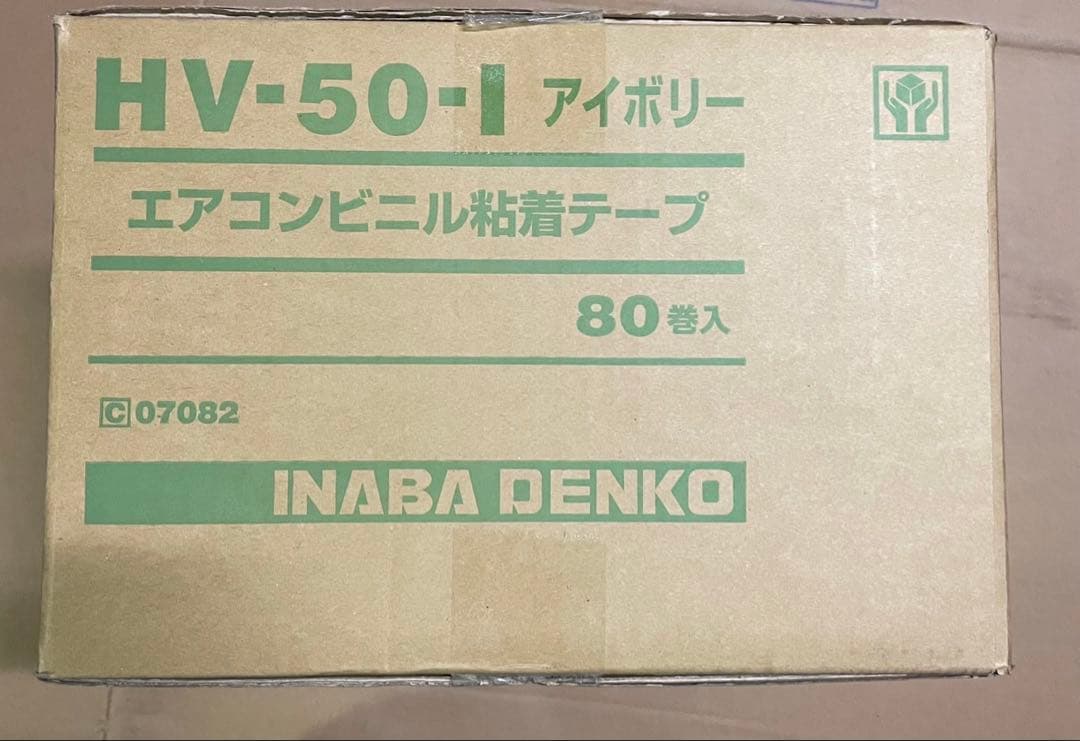 HV-50-I アイボリー
エアコンビニル粘着テープ
80巻入
C 07082
INABA DENKO